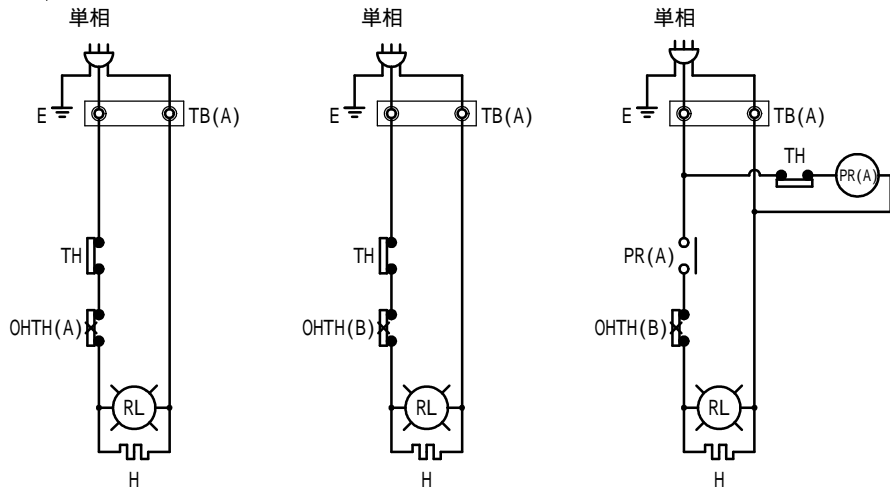 単相 単相 単相
E TB(A) E TB(A) E TB(A)
TH PR(A)
TH TH PR(A)
OHTH(A) OHTH(B) OHTH(B)
RL RL RL
H H H